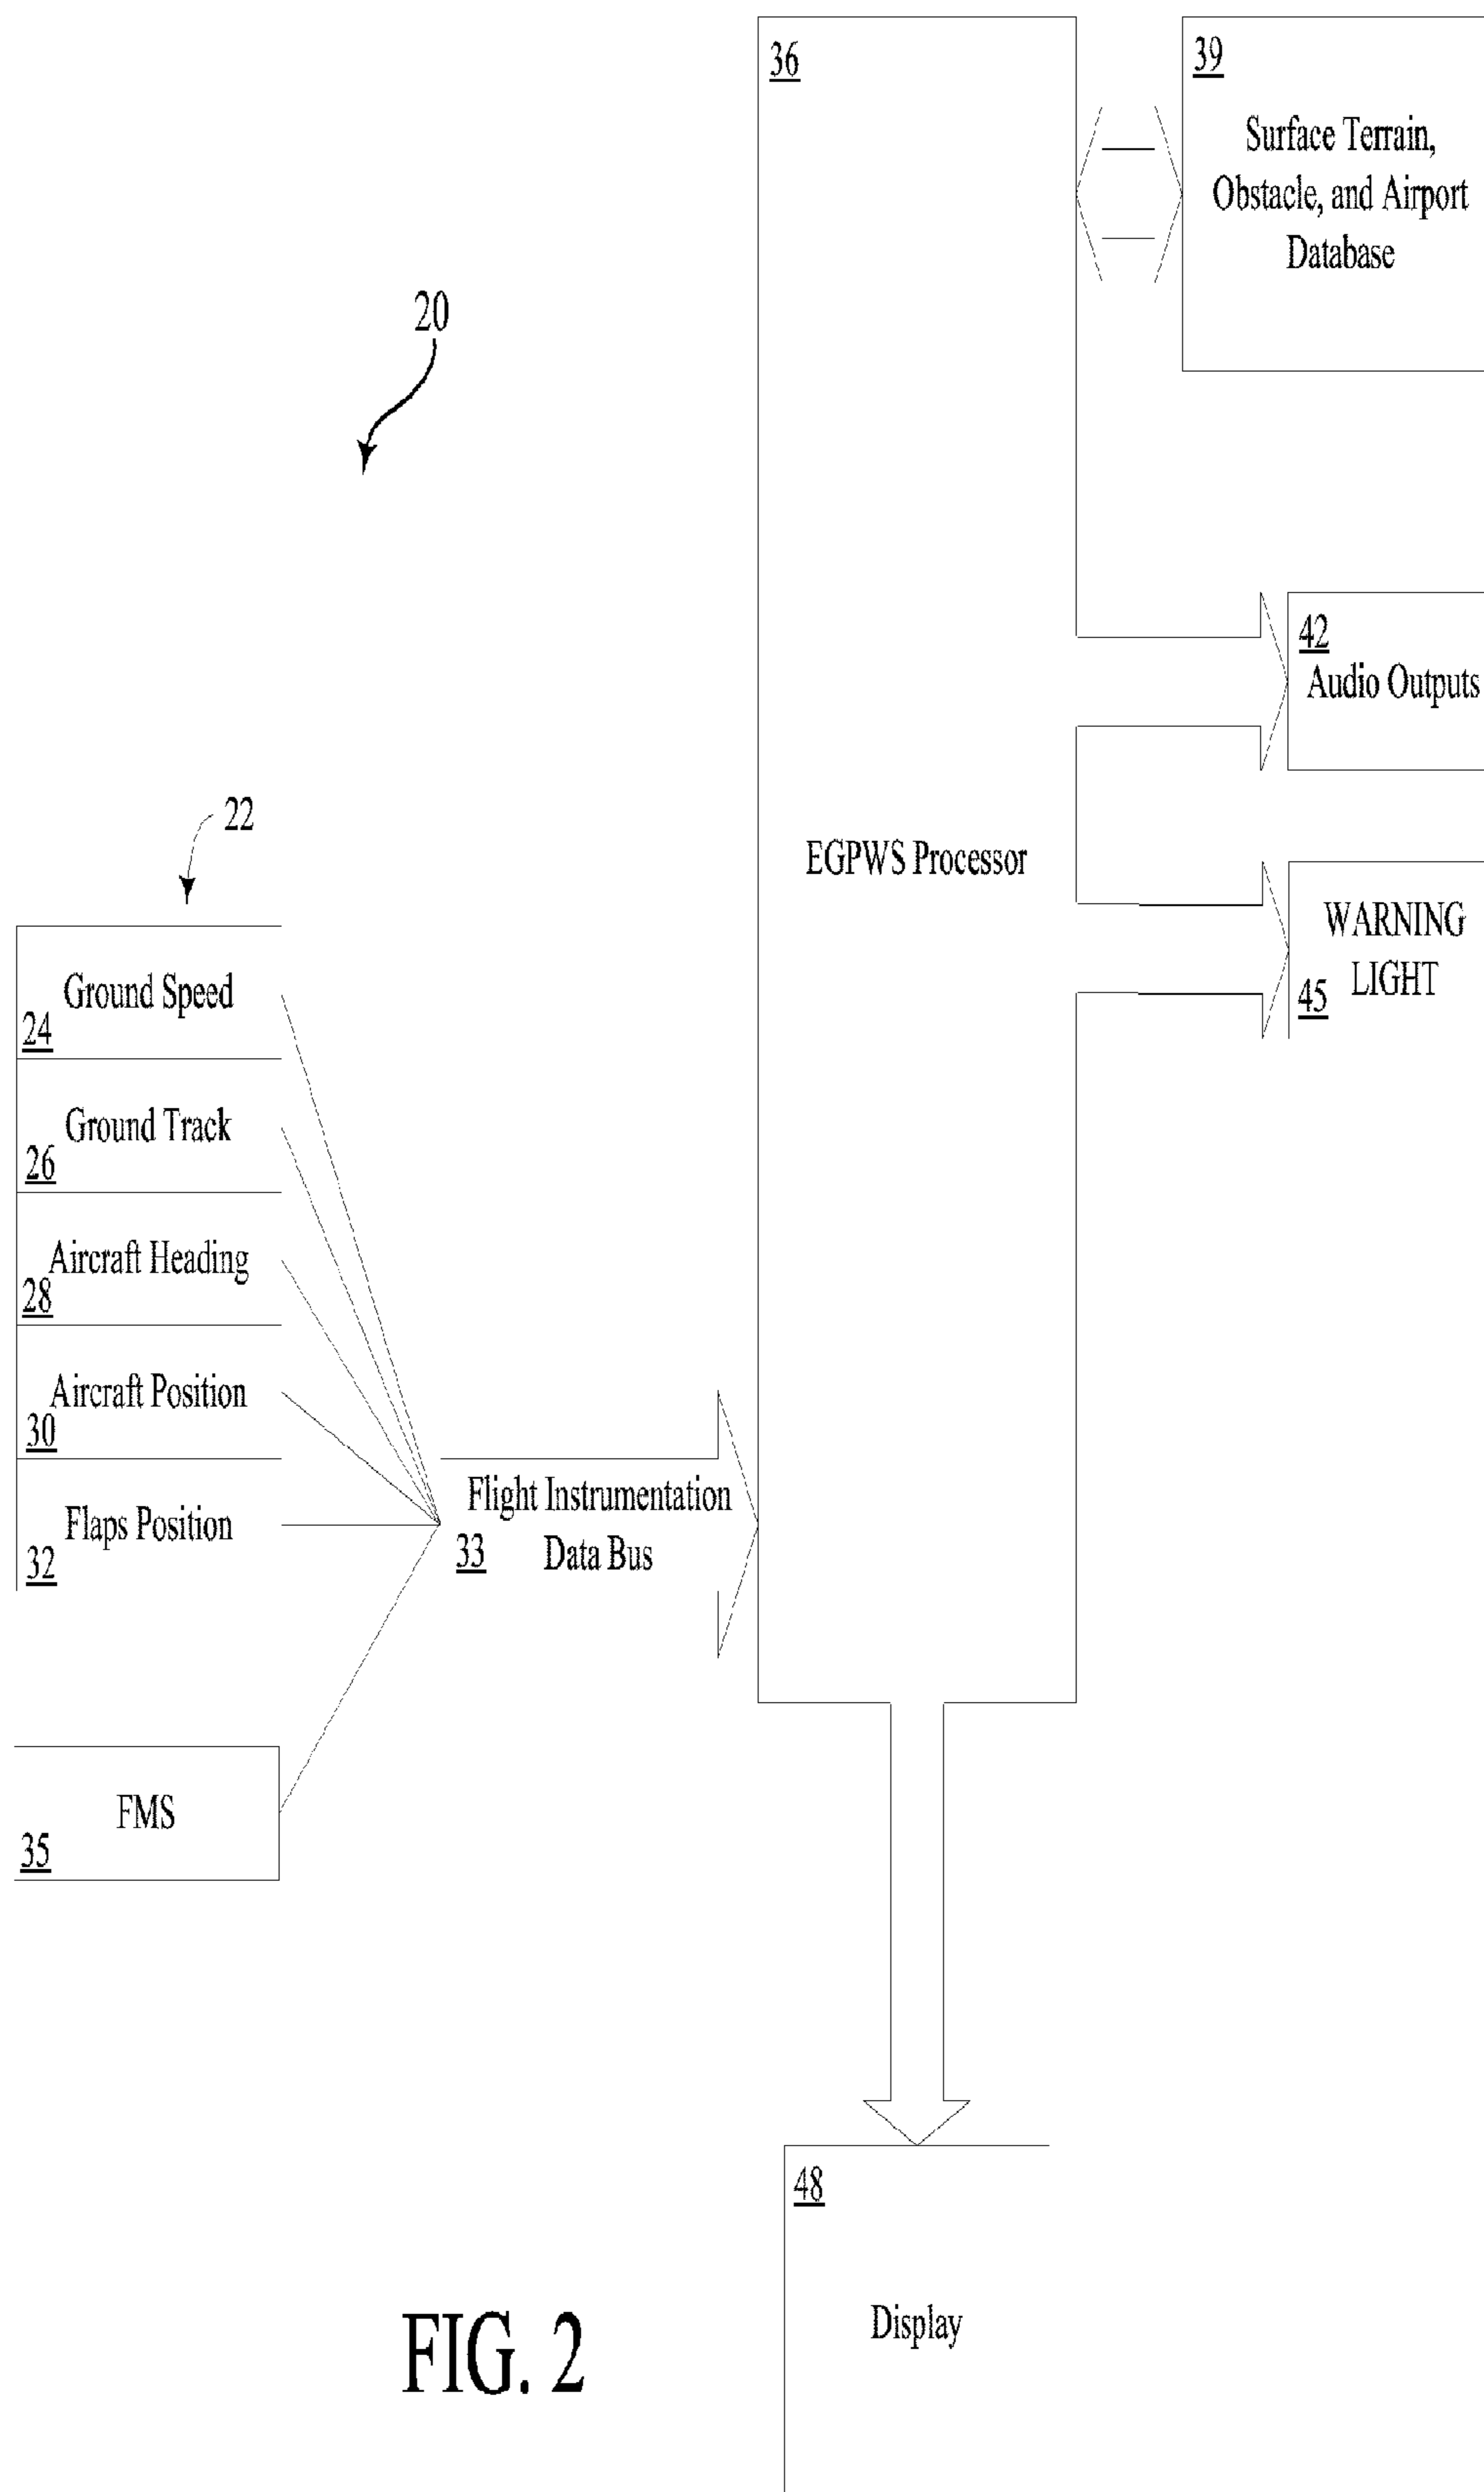 36
39
Surface Terrain,
Obstacle, and Airport
Database
20
42
Audio Outputs
22
EGPWS Processor
WARNING
LIGHT
45
Ground Speed
24
Ground Track
26
Aircraft Heading
28
Aircraft Position
30
Flaps Position
32
Flight Instrumentation
Data Bus
33
FMS
35
48
Display
FIG. 2